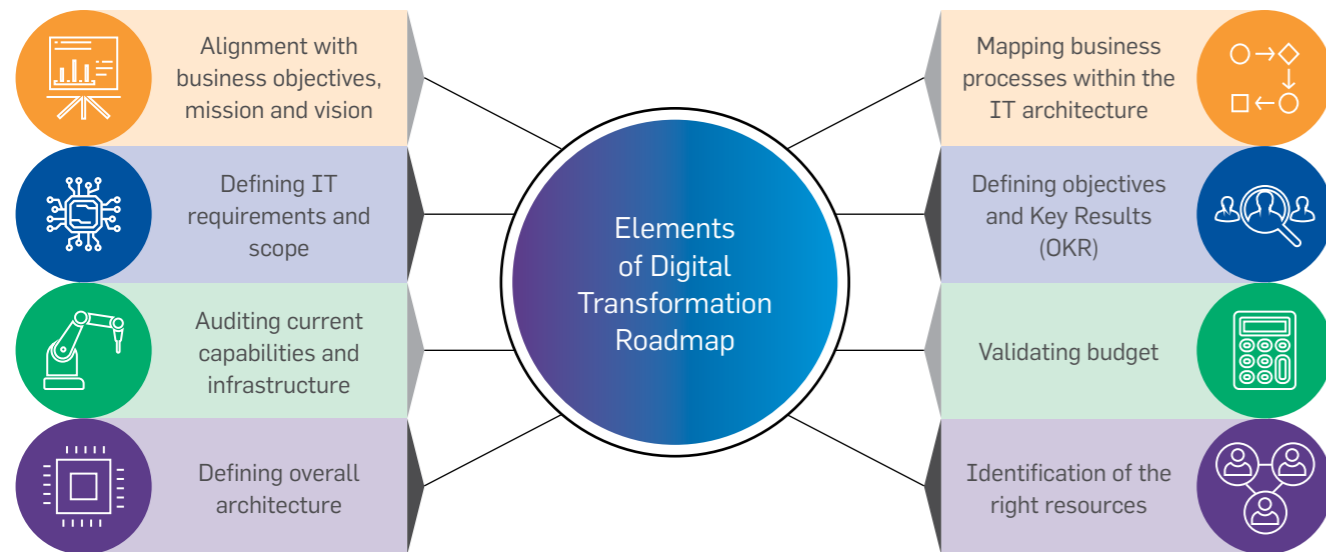 Alignment with
business objectives,
mission and vision
Defining IT
requirements and
scope
Auditing current
capabilities and
infrastructure
Defining overall
architecture
Elements
of Digital
Transformation
Roadmap
Mapping business
processes within the
IT architecture
Defining objectives
and Key Results
(OKR)
Validating budget
Identification of the
right resources